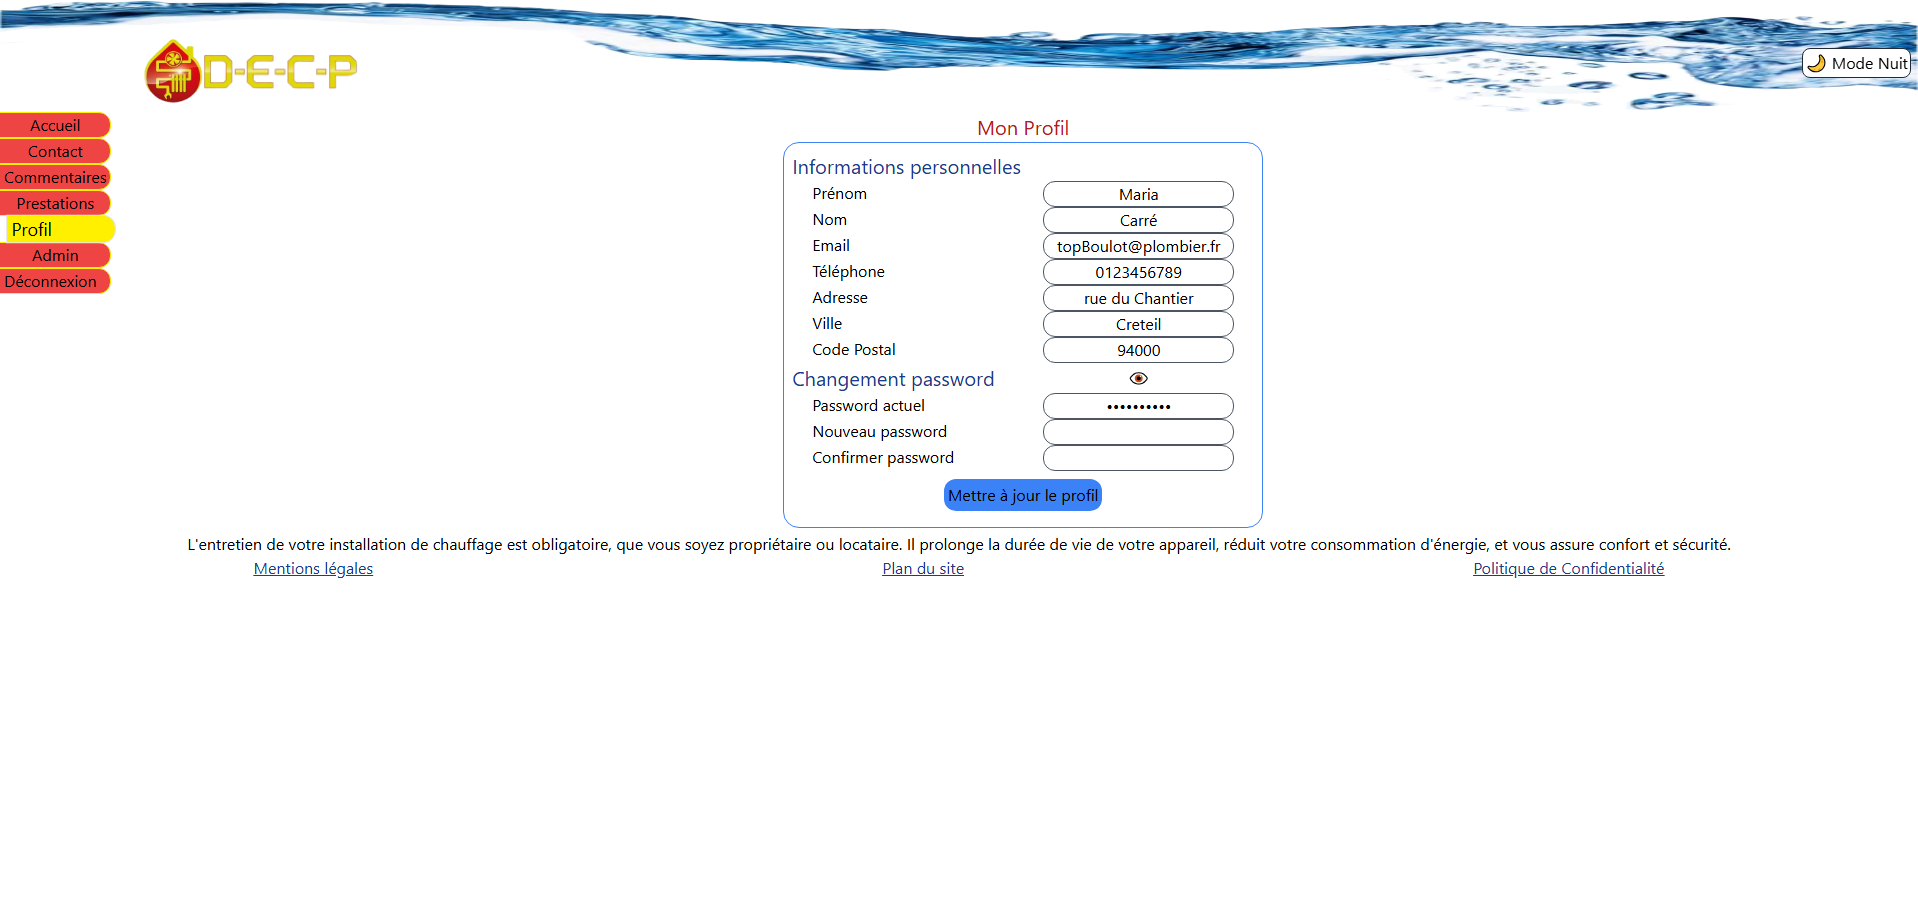 D-E-C-P
Mode Nuit
Accueil
Contact
Commentaires
Prestations
Profil
Admin
Déconnexion
Mon Profil
Informations personnelles
Prénom Maria
Nom Carré
Email topBoulot@plombier.fr
Téléphone 0123456789
Adresse rue du Chantier
Ville Creteil
Code Postal 94000
Changement password
Password actuel ••••••••••
Nouveau password
Confirmer password
Mettre à jour le profil
L'entretien de votre installation de chauffage est obligatoire, que vous soyez propriétaire ou locataire. Il prolonge la durée de vie de votre appareil, réduit votre consommation d'énergie, et vous assure confort et sécurité.
Mentions légales Plan du site Politique de Confidentialité